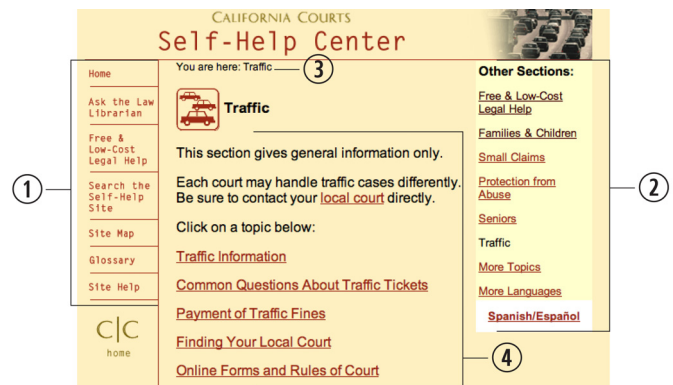 CALIFORNIA COURTS
Self-Help Center
Home
Ask the Law
Librarian
Free &
Low-Cost
Legal Help
Search the
Self-Help
Site
Site Map
Glossary
Site Help
C|C
home
1
You are here: Traffic
3
Traffic
This section gives general information only.
Each court may handle traffic cases differently.
Be sure to contact your local court directly.
Click on a topic below:
Traffic Information
Common Questions About Traffic Tickets
Payment of Traffic Fines
Finding Your Local Court
Online Forms and Rules of Court
4
Other Sections:
Free & Low-Cost
Legal Help
Families & Children
Small Claims
Protection from
Abuse
Seniors
Traffic
More Topics
More Languages
Spanish/Español
2